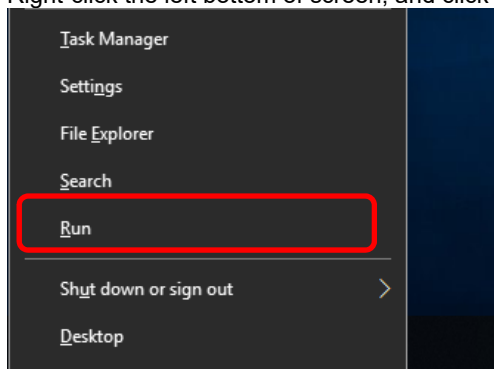 Right click the left bottom of screen, and click
Task Manager
Settings
File Explorer
Search
Run
Shut down or sign out
Desktop